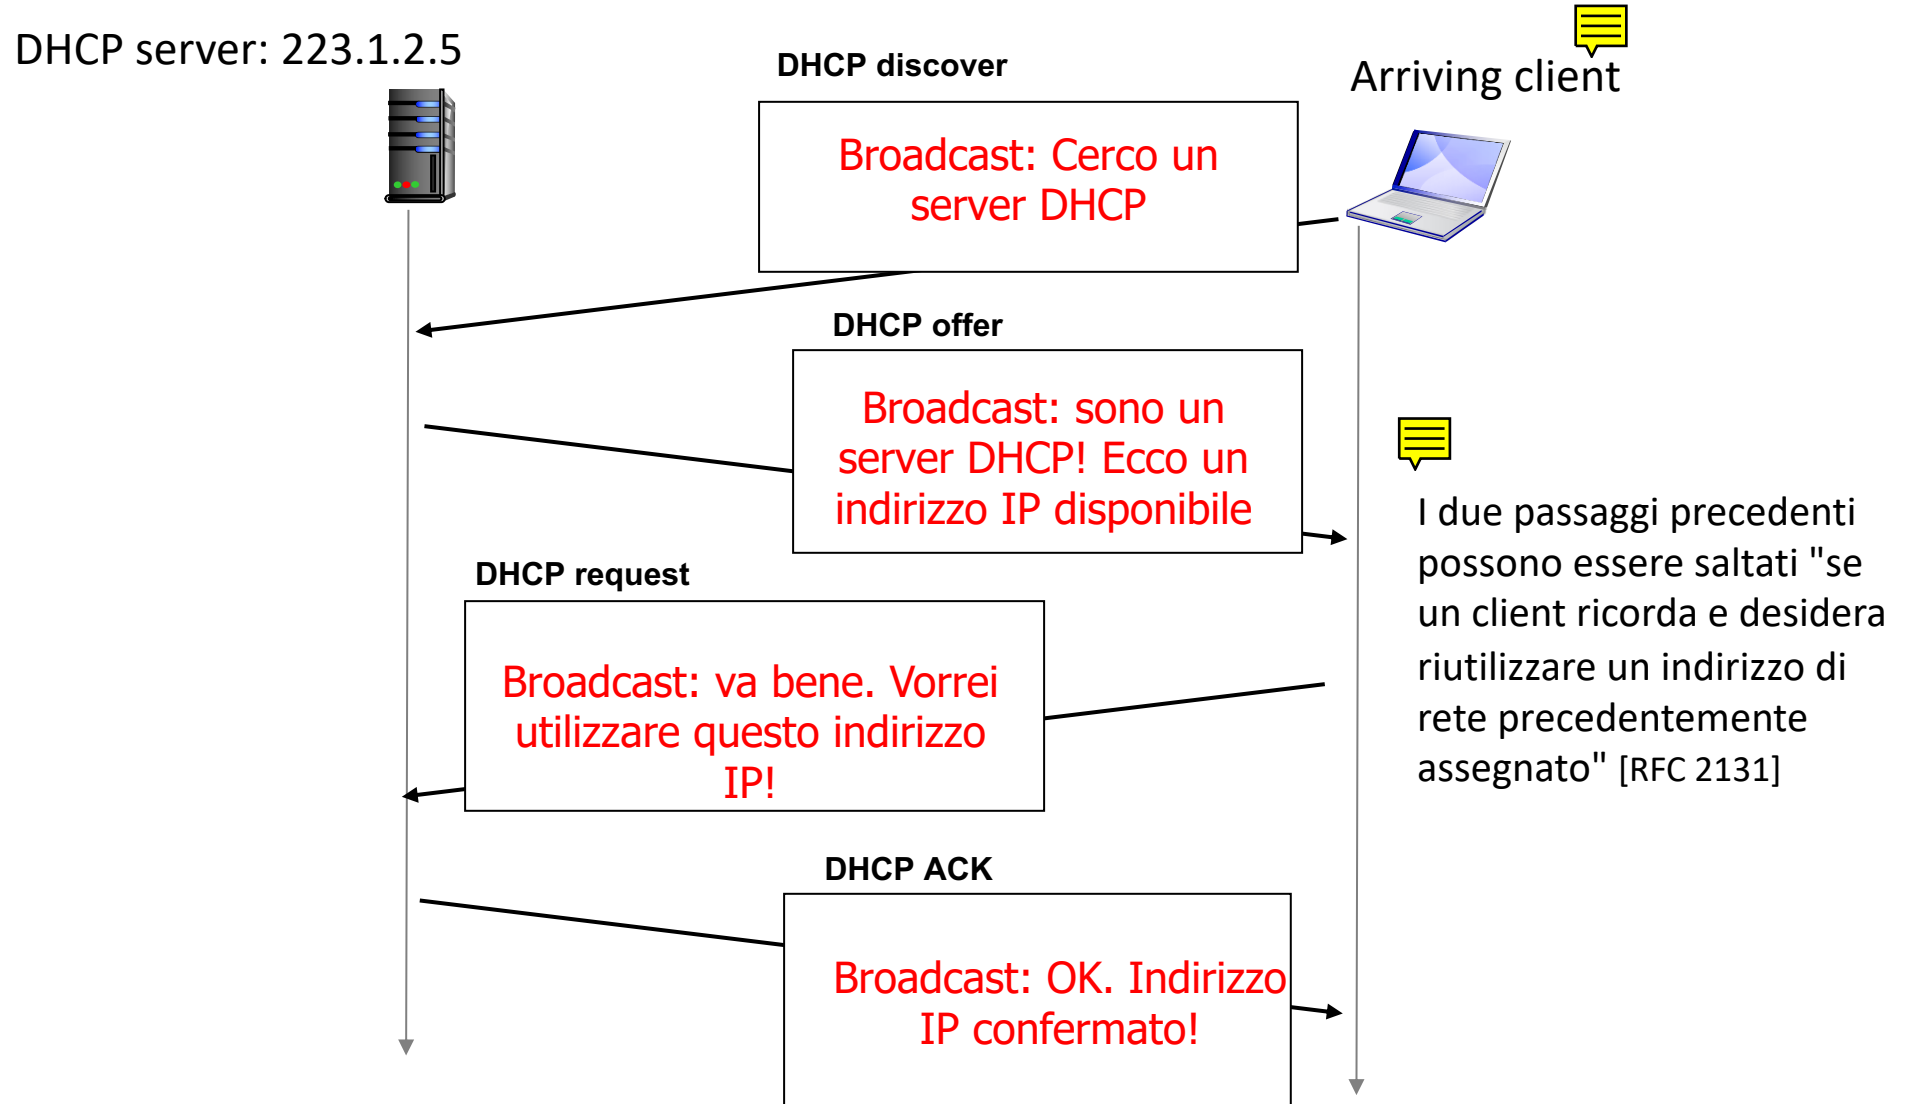 DHCP server: 223.1.2.5
DHCP discover
Arriving client
Broadcast: Cerco un
server DHCP
DHCP offer
Broadcast: sono un
server DHCP! Ecco un
indirizzo IP disponibile
I due passaggi precedenti
possono essere saltati "se
un client ricorda e desidera
riutilizzare un indirizzo di
rete precedentemente
assegnato" [RFC 2131]
DHCP request
Broadcast: va bene. Vorrei
utilizzare questo indirizzo
IP!
DHCP ACK
Broadcast: OK. Indirizzo
IP confermato!